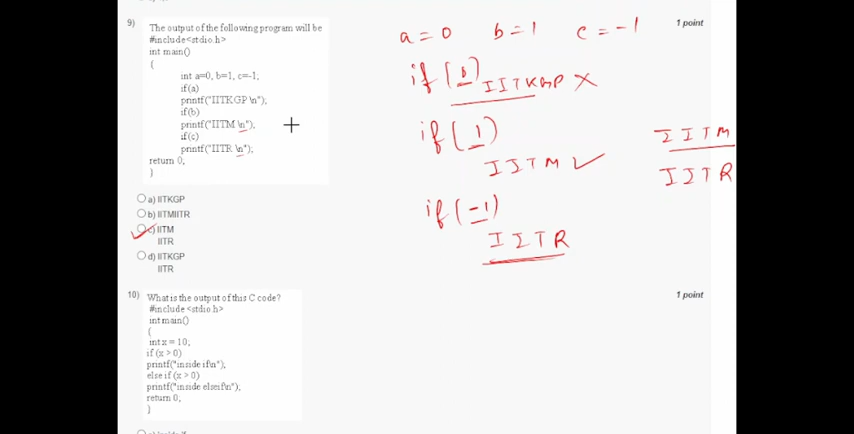 9) The output of the following program will be
1 point
#include<stdio.h>
int main()
{
int a=0, b=1, c=-1;
if(a)
printf("IITKGP \n");
if(b)
printf("IITM \n");
if(c)
printf("IITR \n");
return 0;
}
a) IITKGP
b) IITMIITR
c) IITM
IITR
d) IITKGP
IITR
a = 0 b = 1 c = -1
if (0)
IITKGP X
if (1)
IITM ✓
if (-1)
IITR
IITM
IITR
10) What is the output of this C code?
1 point
#include <stdio.h>
int main()
{
int x = 10;
if (x > 0)
printf("inside if\n");
else if (x > 0)
printf("inside elseif\n");
return 0;
}